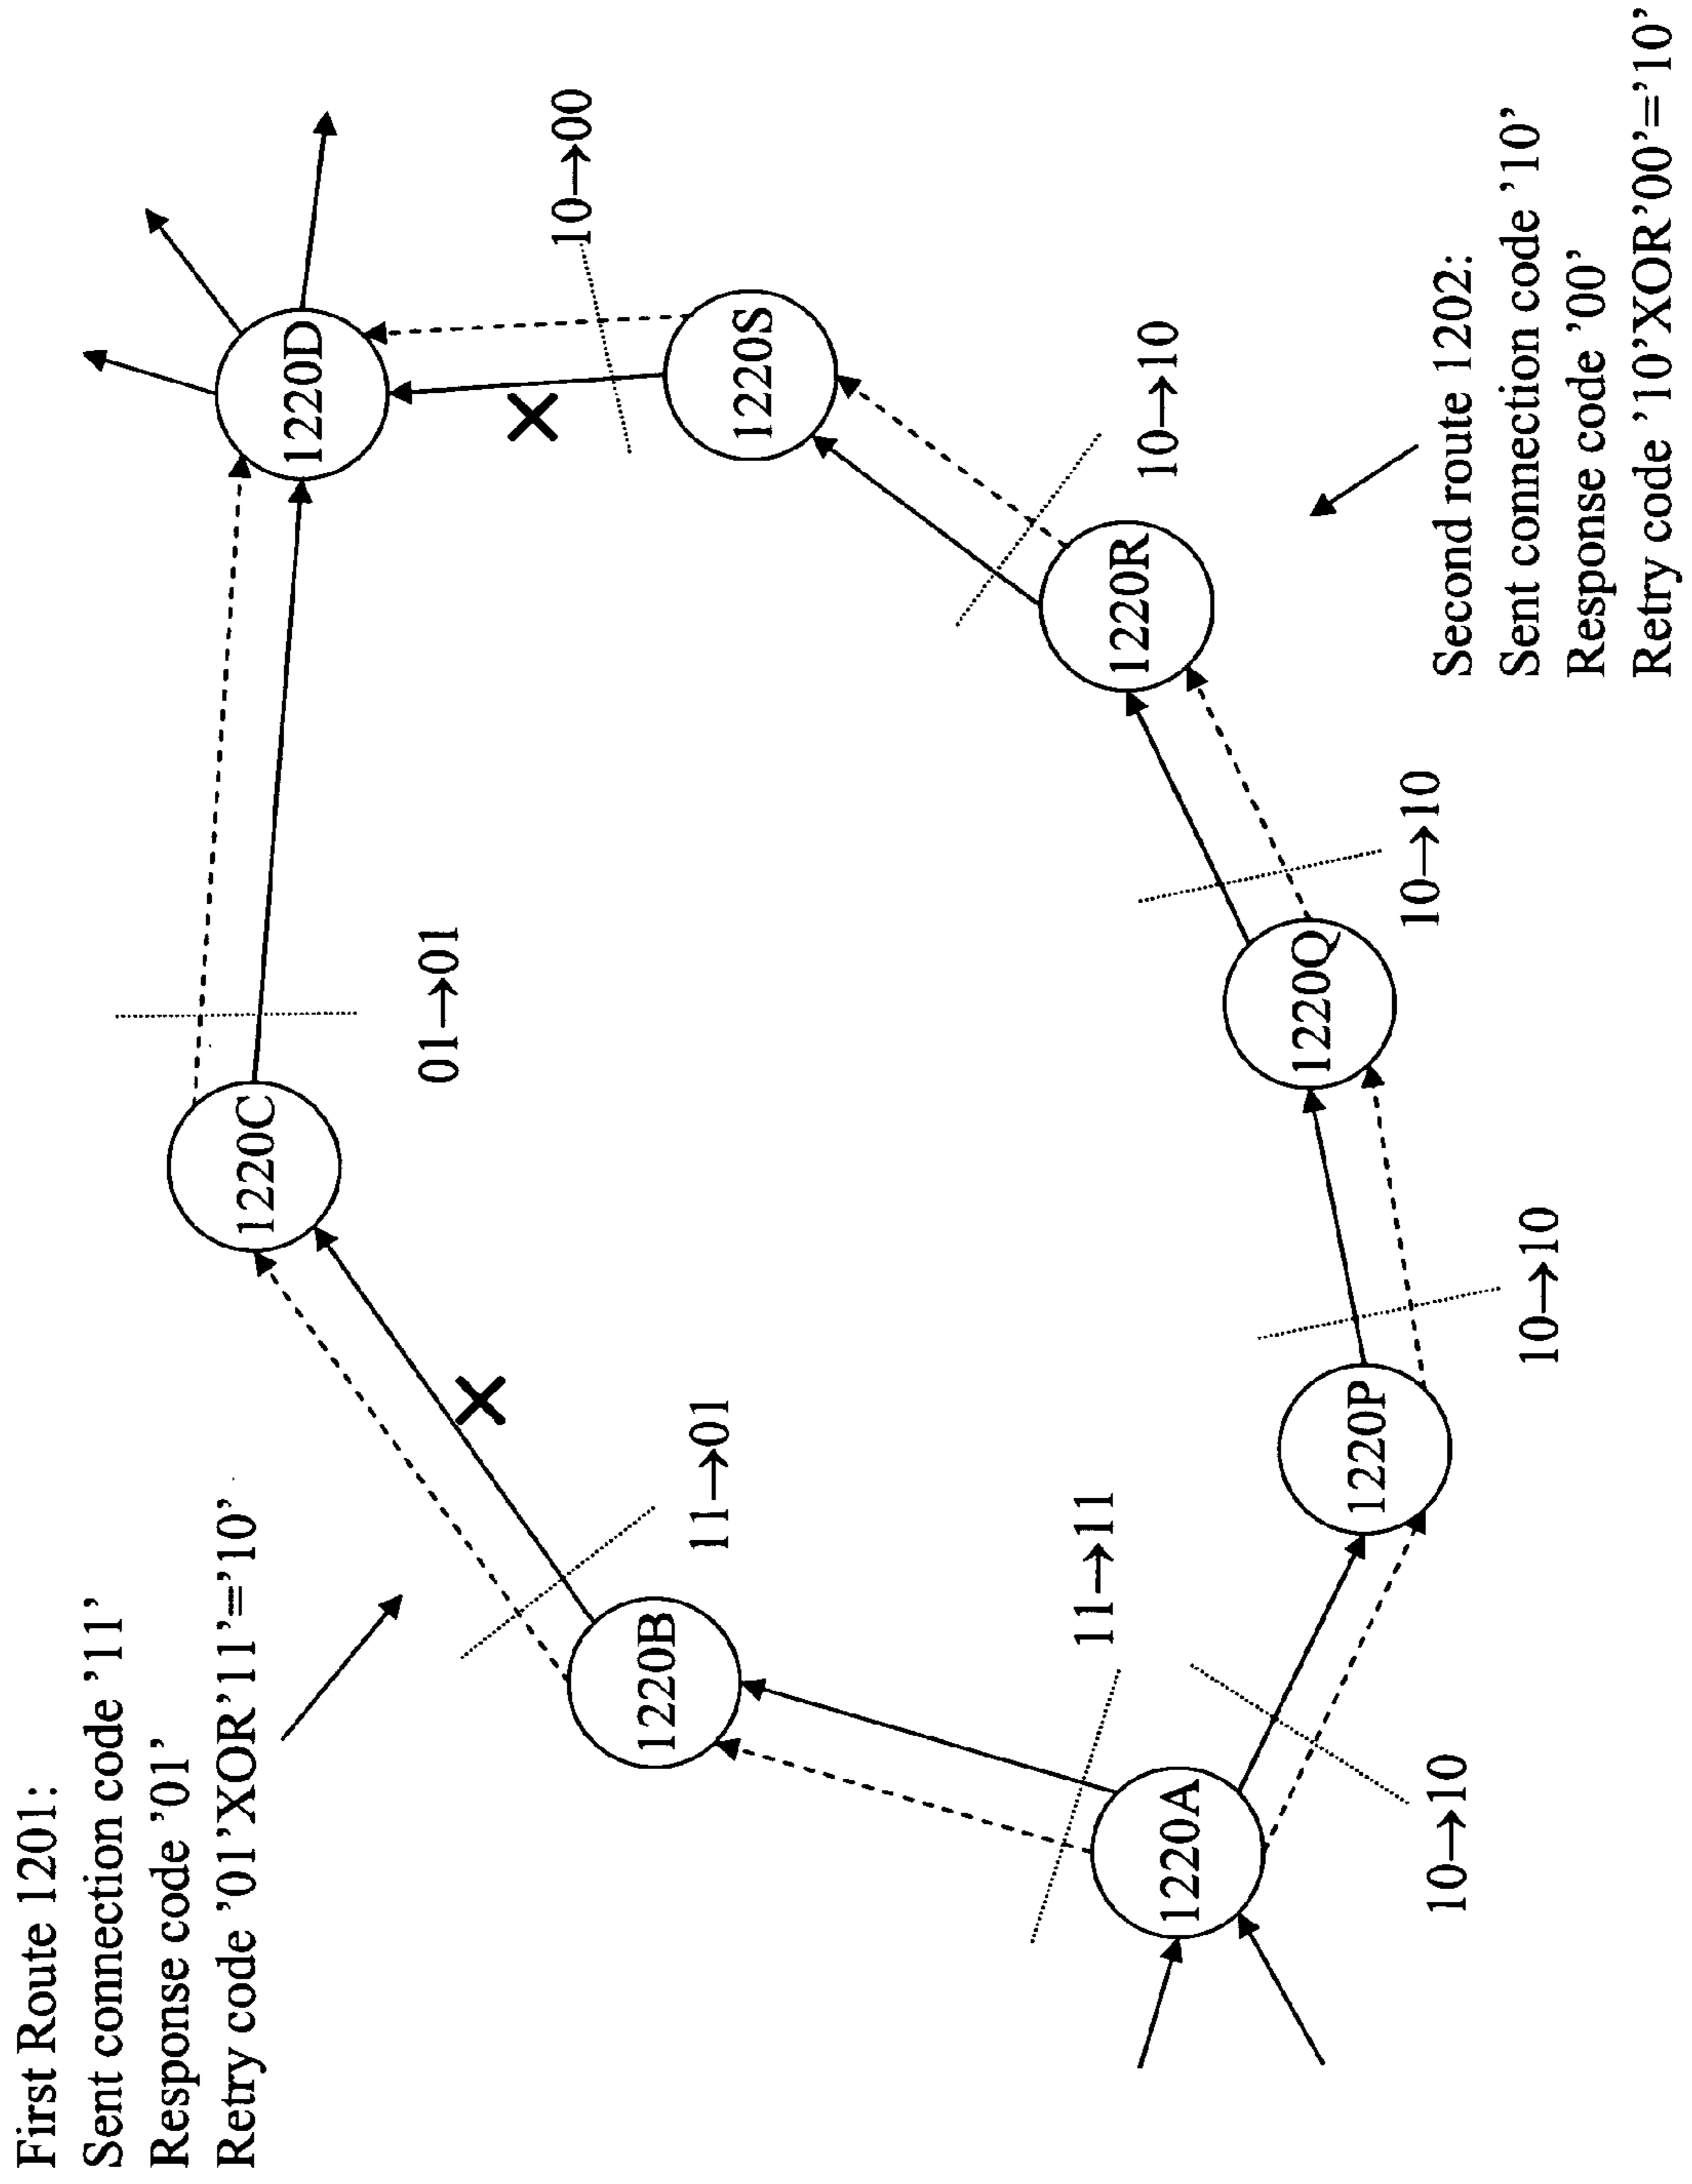 First Route 1201:
Sent connection code '11'
Response code '01'
Retry code '01'XOR'11'='10'
1220A
1220B
1220C
1220D
11→11
11→01
01→01
10→10
1220P
10→10
1220Q
10→10
1220R
10→10
1220S
10→00
Second route 1202:
Sent connection code '10'
Response code '00'
Retry code '10'XOR'00'='10'